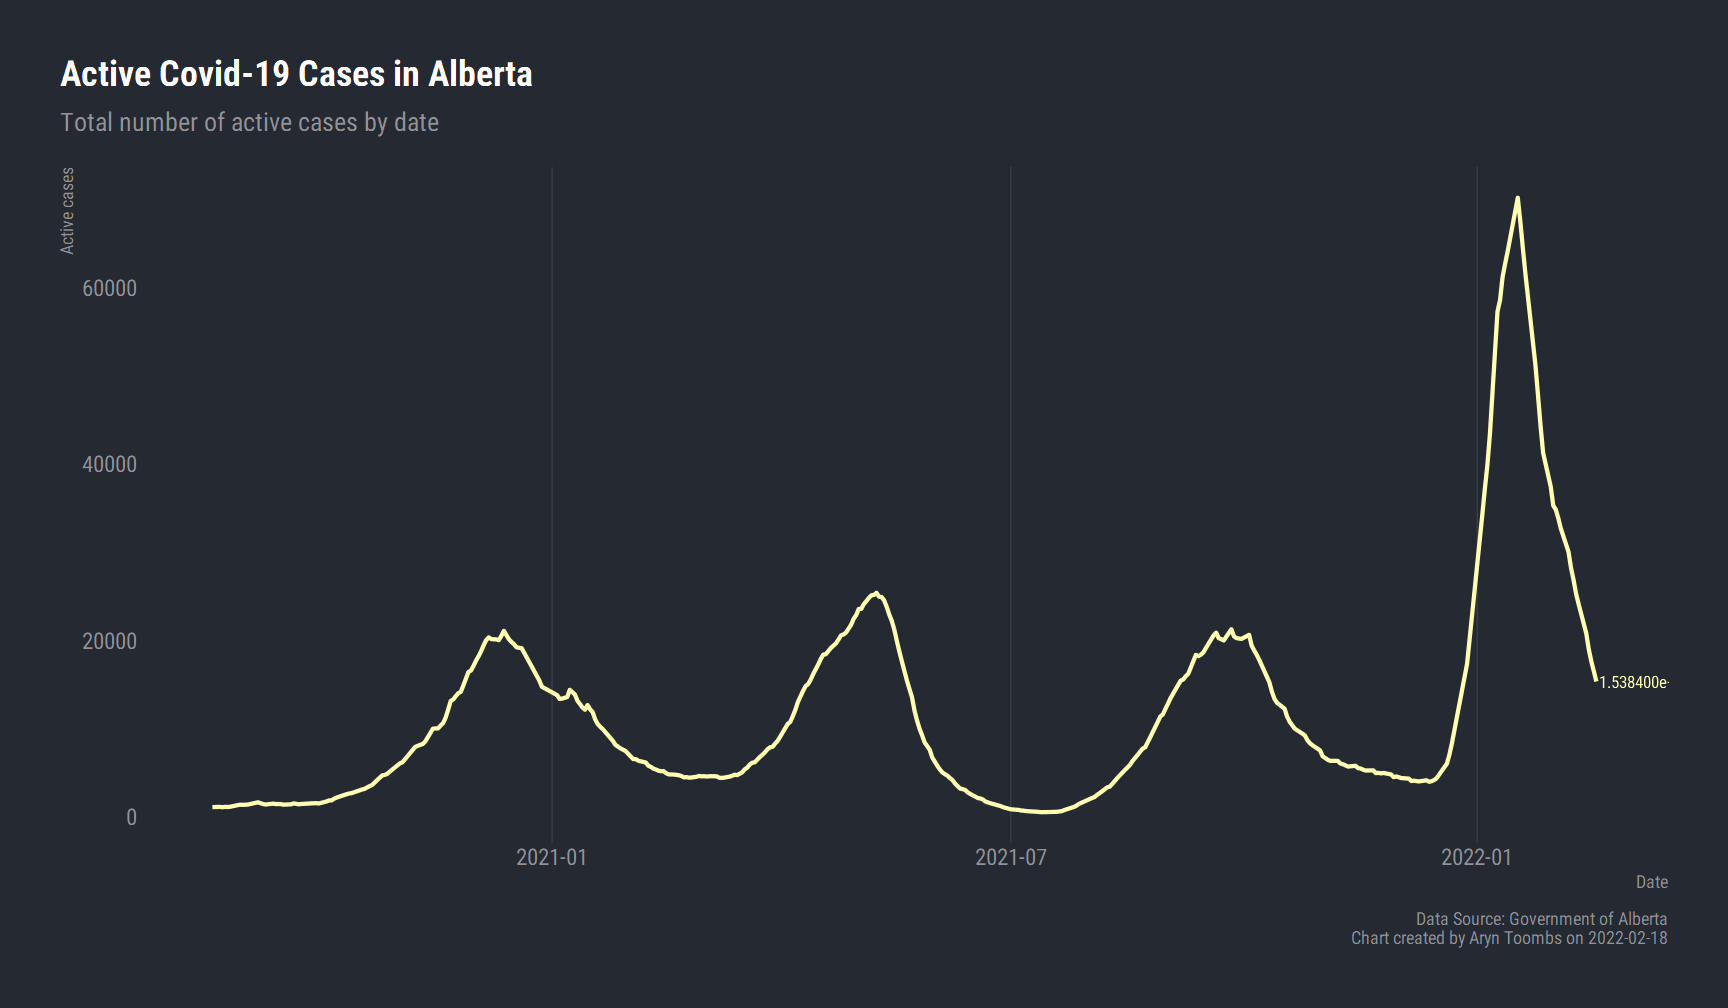 Active Covid-19 Cases in Alberta
Total number of active cases by date
Active cases
60000
40000
20000
0
1.538400e
2021-01
2021-07
2022-01
Date
Data Source: Government of Alberta
Chart created by Aryn Toombs on 2022-02-18